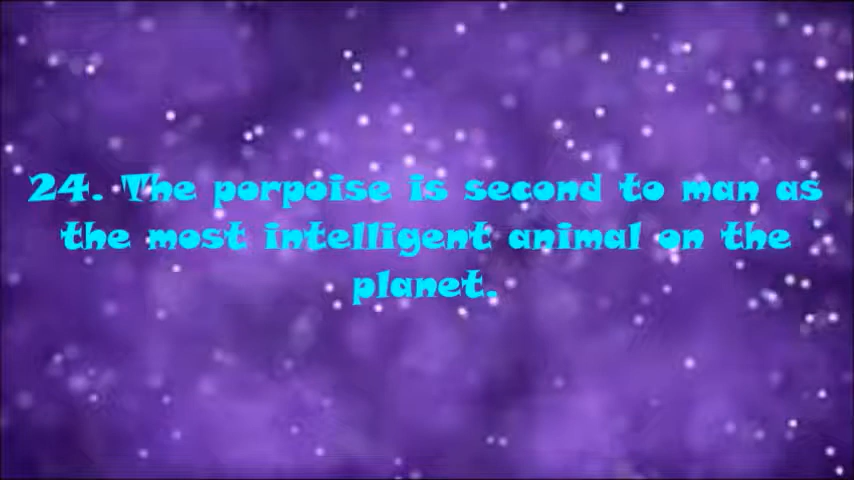 24. The porpoise is second to man as
the most intelligent animal on the
planet.